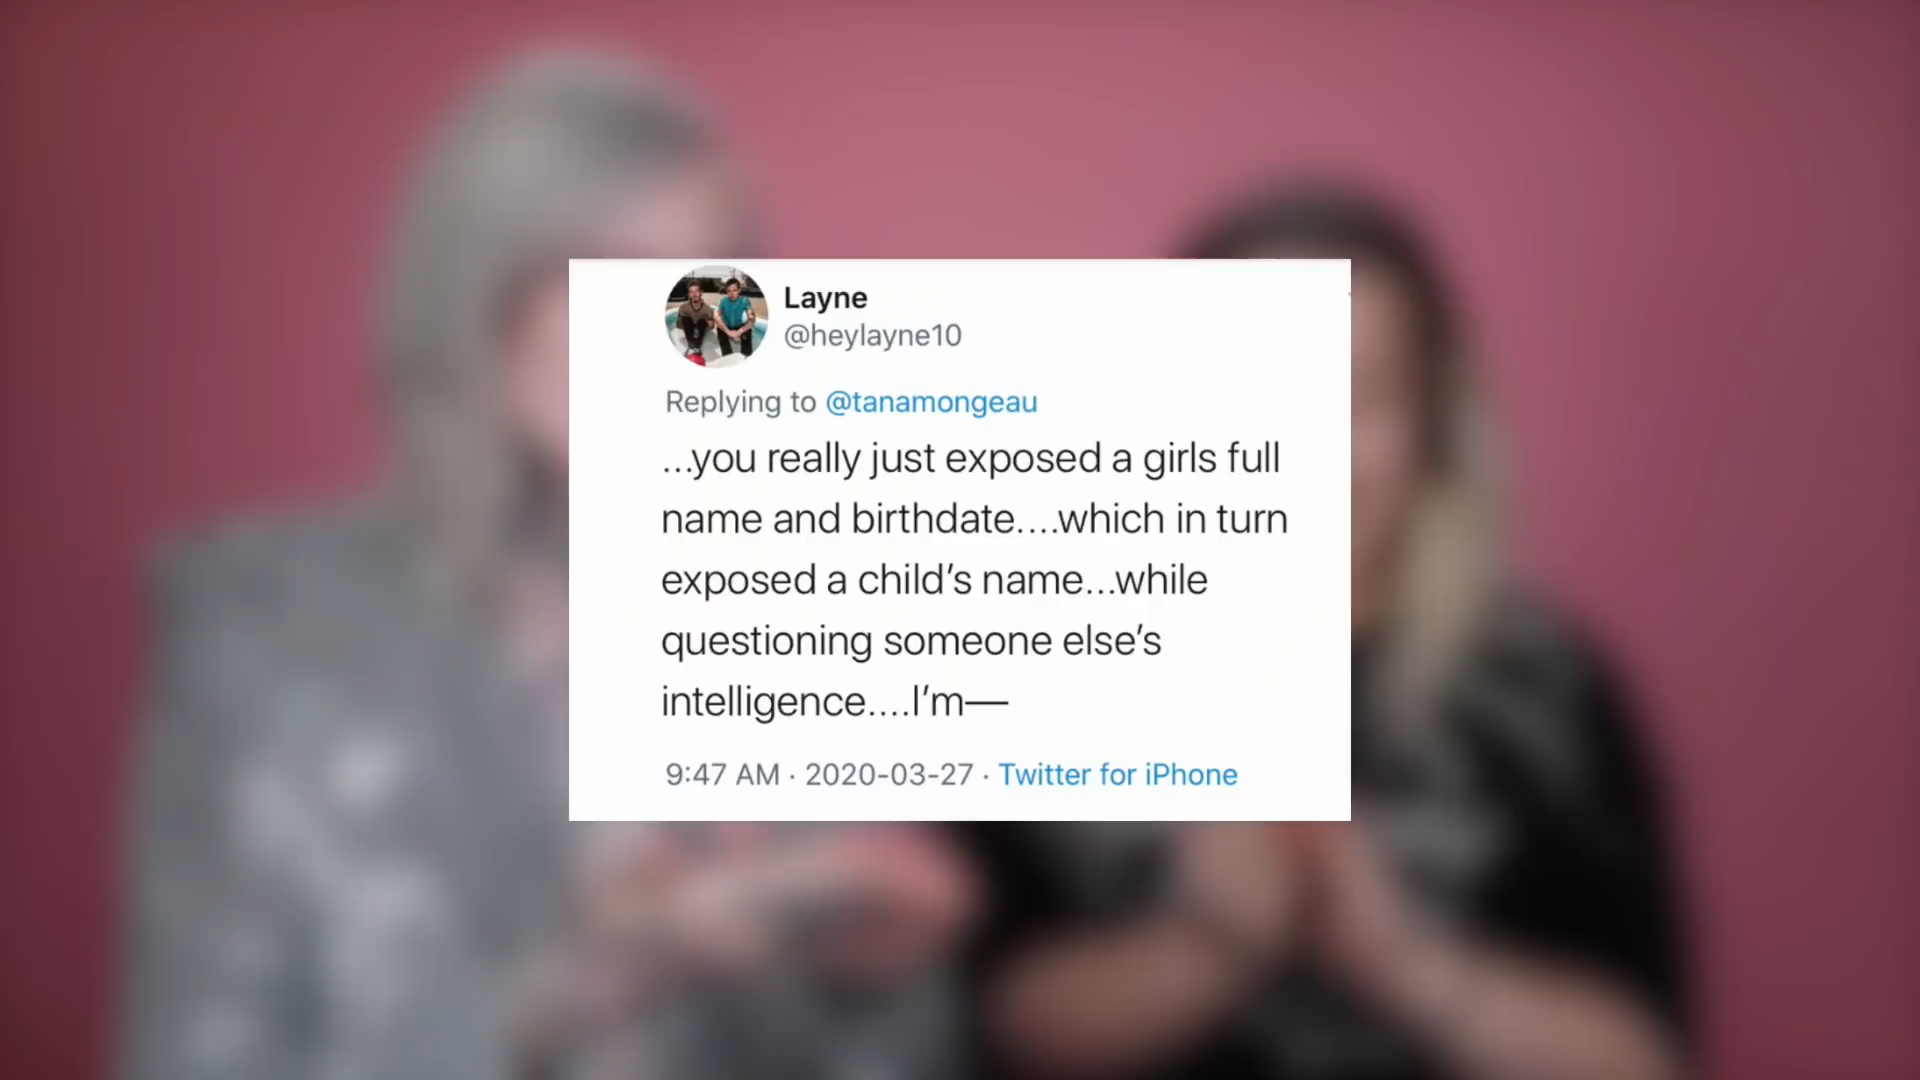 Layne
@heylayne10
Replying to @tanamongeau
...you really just exposed a girls full
name and birthdate....which in turn
exposed a child’s name...while
questioning someone else’s
intelligence....I’m—
9:47 AM · 2020-03-27 · Twitter for iPhone